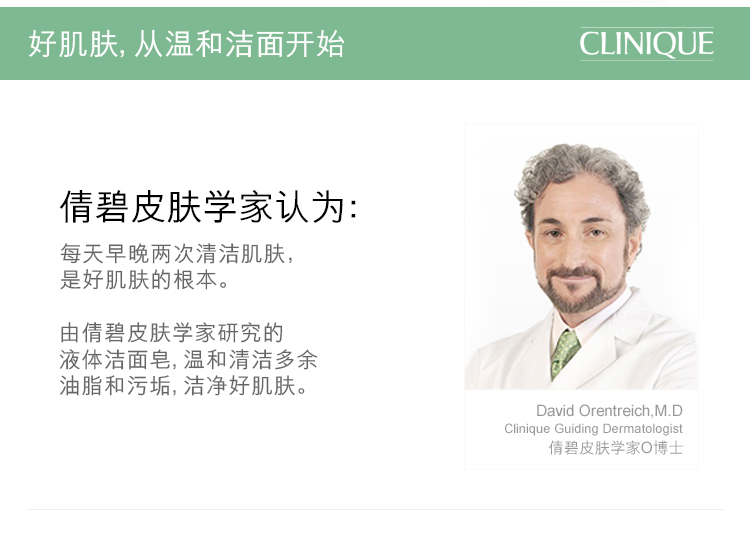 好肌肤, 从温和洁面开始
CLINIQUE
倩碧皮肤学家认为:
每天早晚两次清洁肌肤,
是好肌肤的根本。
由倩碧皮肤学家研究的
液体洁面皂, 温和清洁多余
油脂和污垢, 洁净好肌肤。
David Orentreich,M.D
Clinique Guiding Dermatologist
倩碧皮肤学家O博士